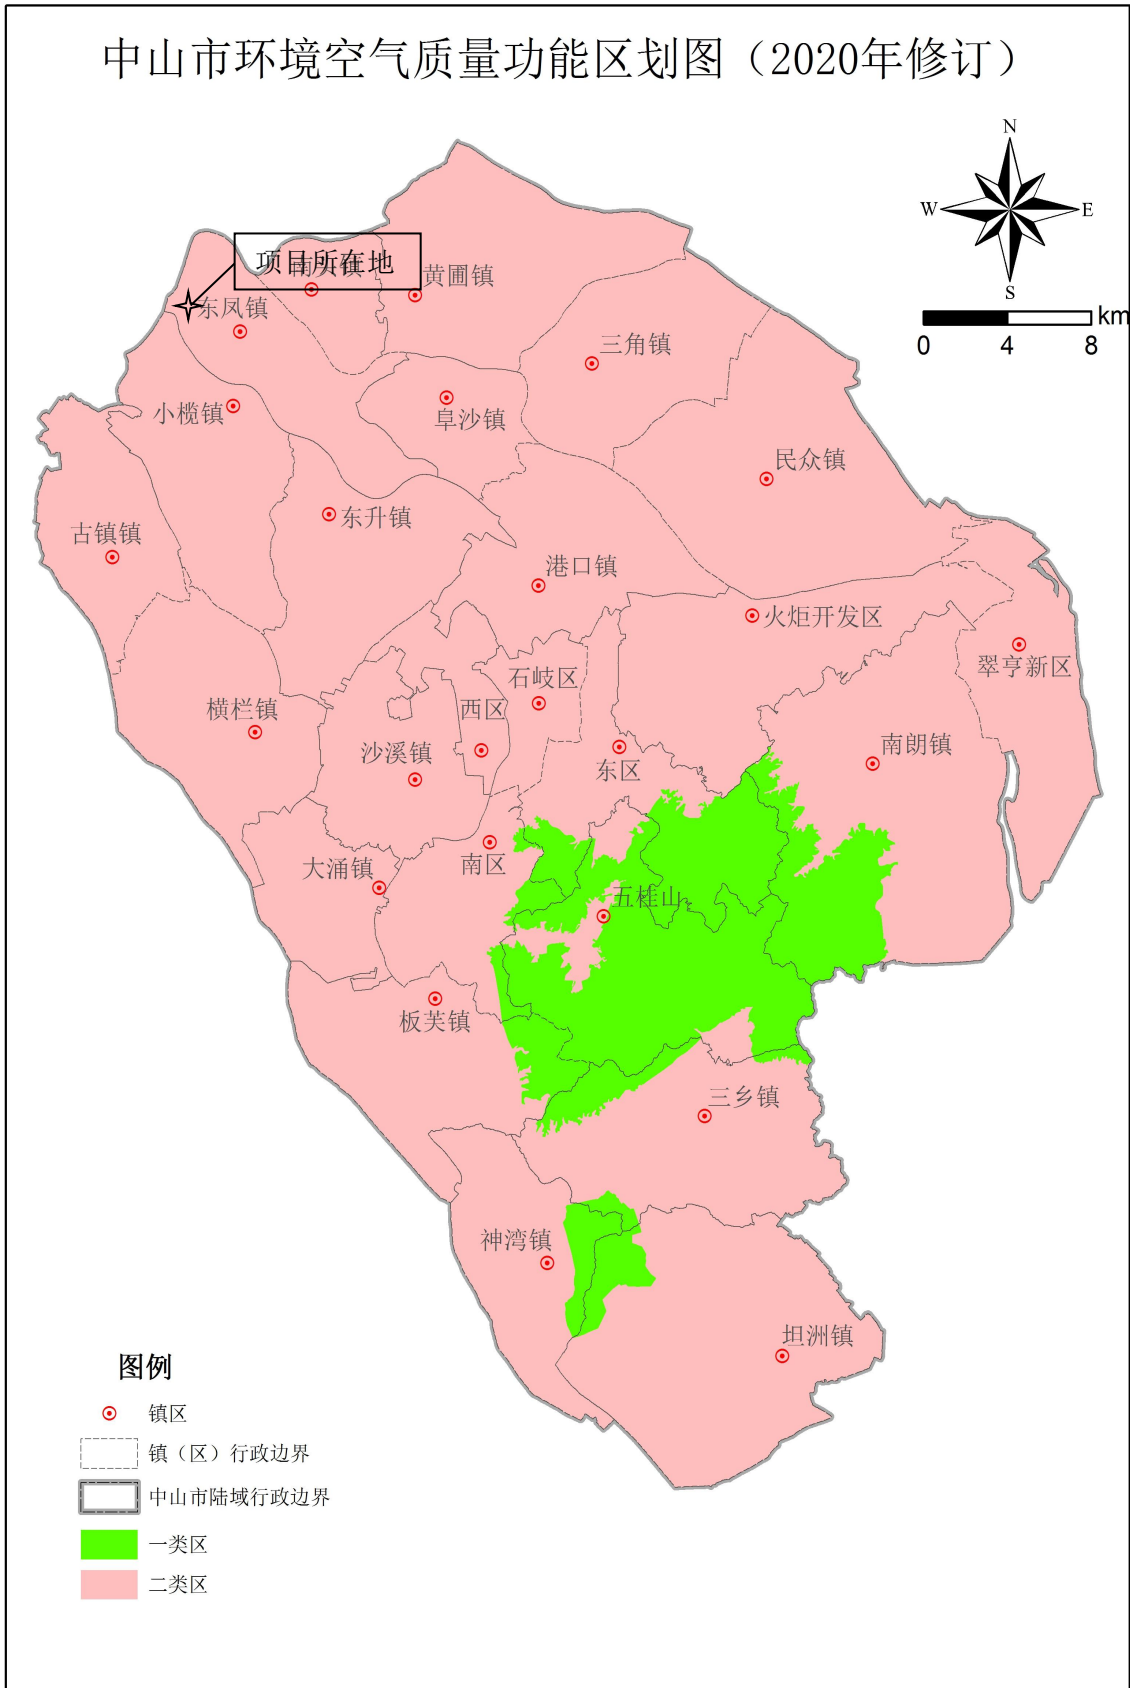 中山市环境空气质量功能区划图（2020年修订）
N
W
E
S
km
0 4 8
项目所在地
南头镇
黄圃镇
东凤镇
三角镇
小榄镇
阜沙镇
民众镇
古镇镇
东升镇
港口镇
火炬开发区
翠亨新区
石岐区
横栏镇
西区
沙溪镇
东区
南朗镇
南区
大涌镇
五桂山
板芙镇
三乡镇
神湾镇
坦洲镇
图例
镇区
镇（区）行政边界
中山市陆域行政边界
一类区
二类区